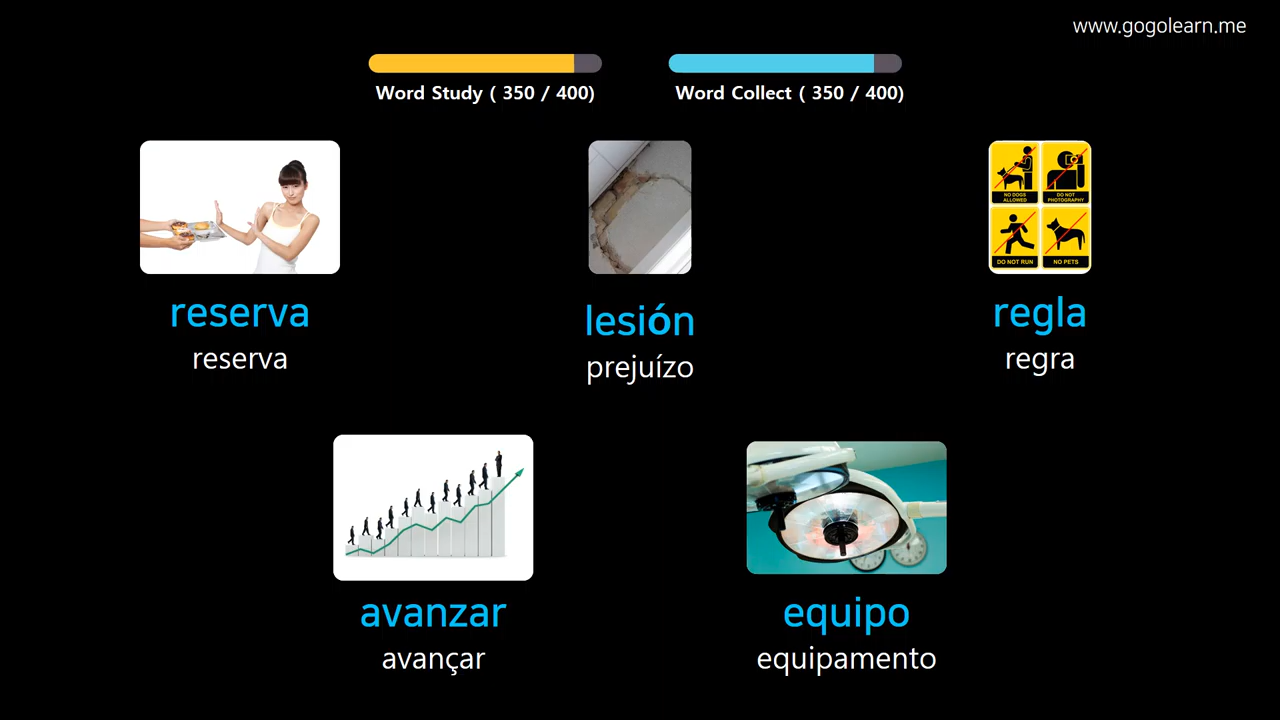 www.gogolearn.me
Word Study ( 350 / 400)
Word Collect ( 350 / 400)
NO DOGS
ALLOWED
DO NOT
PHOTOGRAPHY
DO NOT RUN
NO PETS
reserva
reserva
lesión
prejuízo
regla
regra
avanzar
avançar
equipo
equipamento